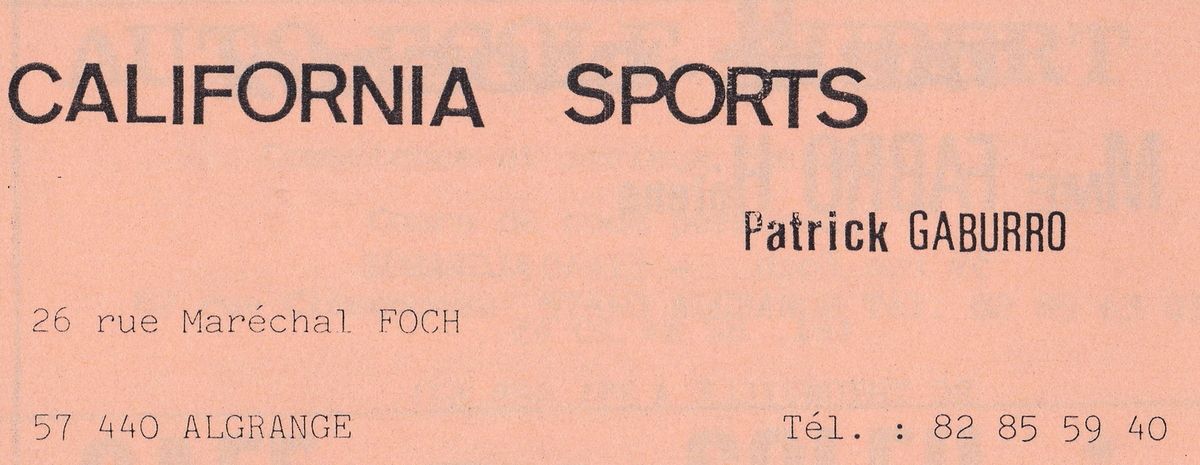 CALIFORNIA SPORTS
Patrick GABURRO
26 rue Maréchal FOCH
57 440 ALGRANGE Tél. : 82 85 59 40